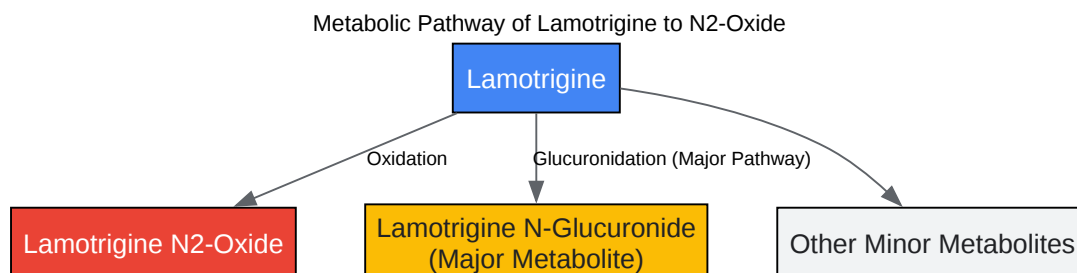 Metabolic Pathway of Lamotrigine to N2-Oxide
Lamotrigine
Oxidation
Glucuronidation (Major Pathway)
Lamotrigine N2-Oxide
Lamotrigine N-Glucuronide
(Major Metabolite)
Other Minor Metabolites